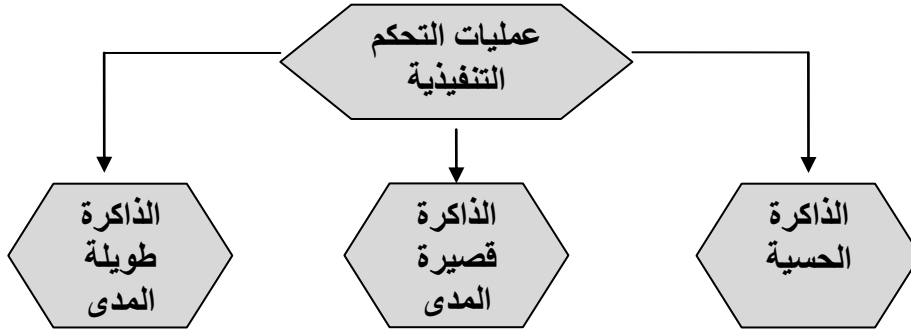 عمليات التحكم
التنفيذية
الذاكرة
الحسية
الذاكرة
قصيرة
المدى
الذاكرة
طويلة
المدى